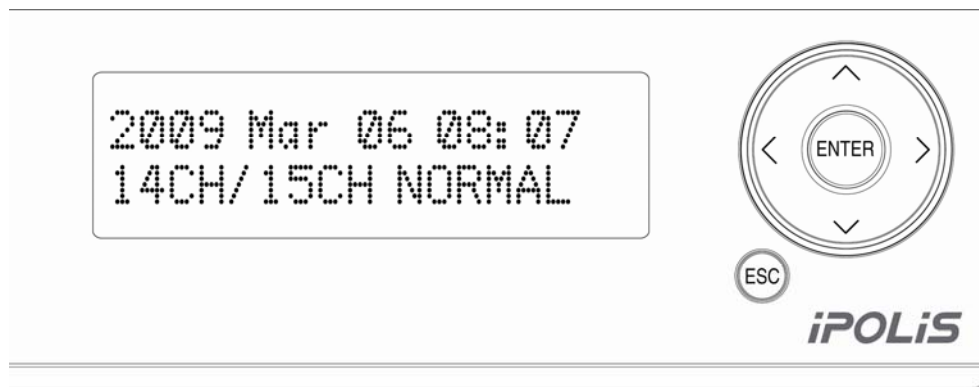 2009 Mar 06 08:07
14CH/15CH NORMAL
ENTER
ESC
iPOLiS